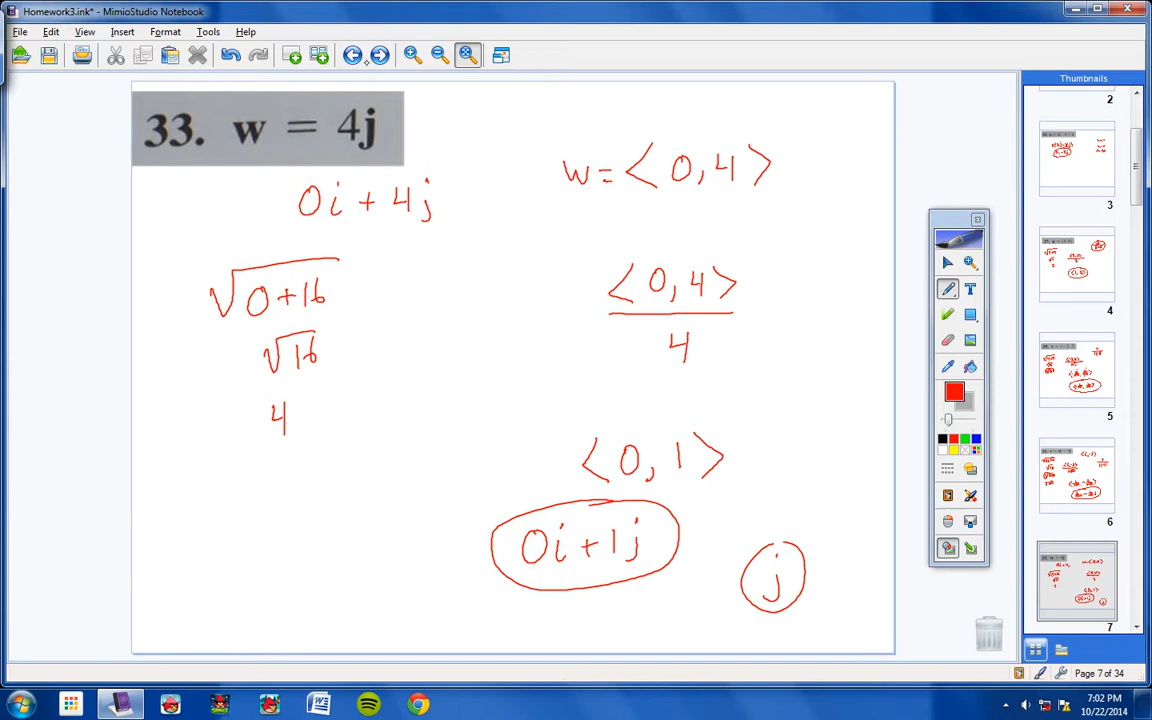 Homework3.ink* - MimioStudio Notebook
File Edit View Insert Format Tools Help
33. w = 4j
0i + 4j
√0+16
√16
4
w = <0,4>
<0,4>
4
<0,1>
0i+1j
j
Thumbnails
2
3
4
5
6
7
Page 7 of 34
7:02 PM
10/22/2014